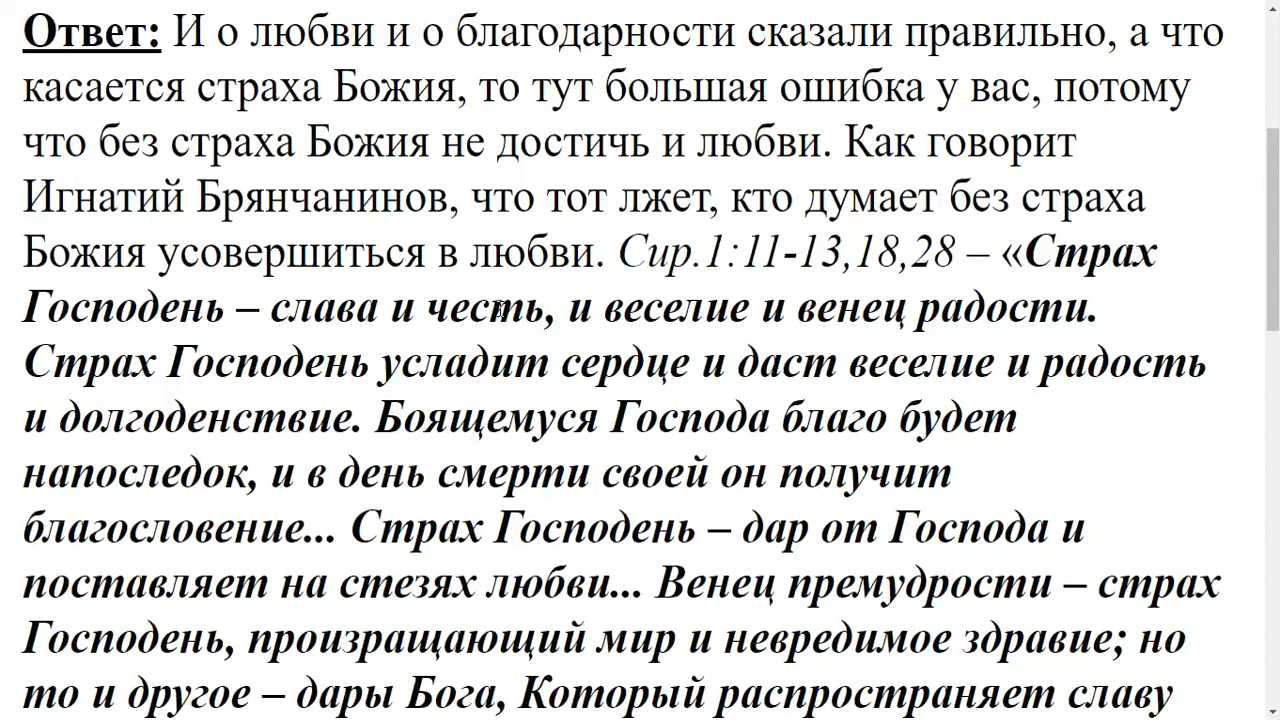 Ответ: И о любви и о благодарности сказали правильно, а что
касается страха Божия, то тут большая ошибка у вас, потому
что без страха Божия не достичь и любви. Как говорит
Игнатий Брянчанинов, что тот лжет, кто думает без страха
Божия усовершиться в любви. Сир.1:11-13,18,28 – «Страх
Господень – слава и честь, и веселие и венец радости.
Страх Господень усладит сердце и даст веселие и радость
и долгоденствие. Боящемуся Господа благо будет
напоследок, и в день смерти своей он получит
благословение... Страх Господень – дар от Господа и
поставляет на стезях любви... Венец премудрости – страх
Господень, произращающий мир и невредимое здравие; но
то и другое – дары Бога, Который распространяет славу